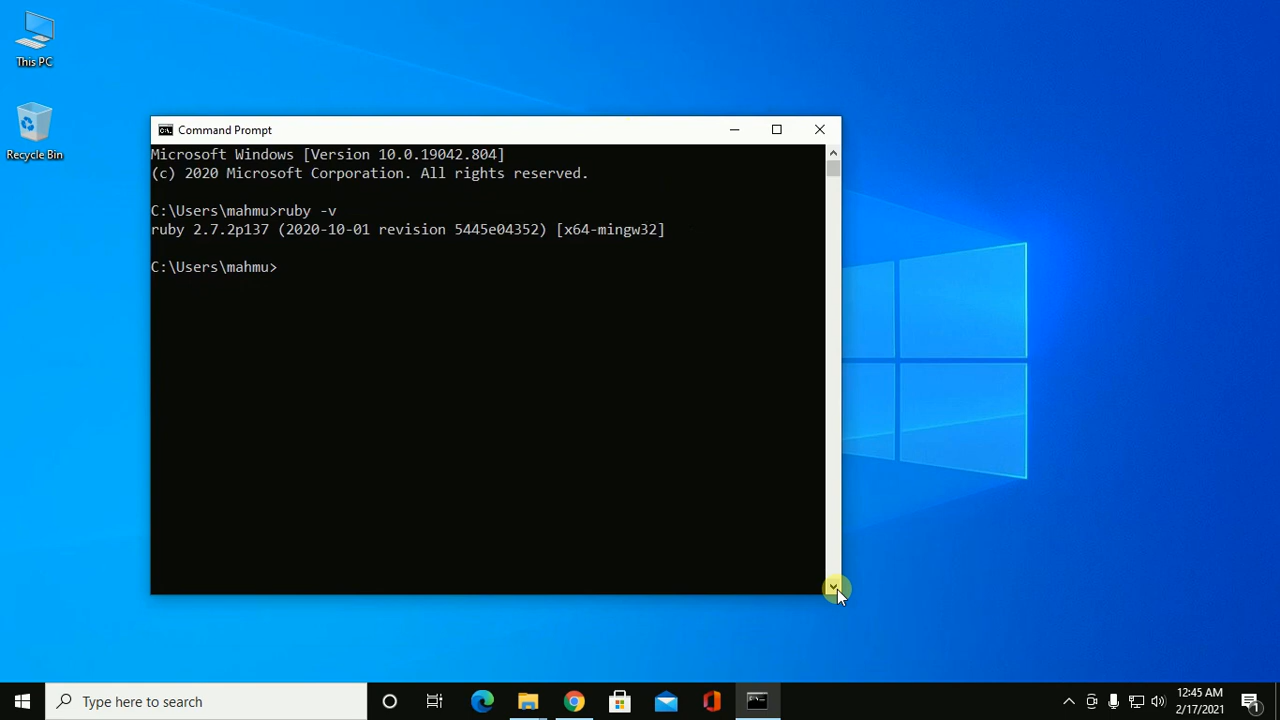 This PC
Recycle Bin
Command Prompt
Microsoft Windows [Version 10.0.19042.804]
(c) 2020 Microsoft Corporation. All rights reserved.
C:\Users\mahmu>ruby -v
ruby 2.7.2p137 (2020-10-01 revision 5445e04352) [x64-mingw32]
C:\Users\mahmu>
Type here to search
12:45 AM
2/17/2021
1